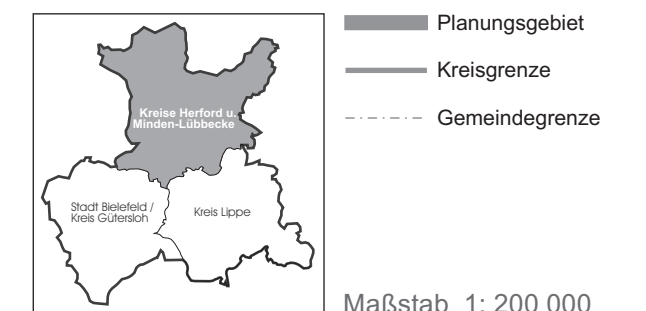 Kreise Herford u.
Minden-Lübbecke
Stadt Bielefeld /
Kreis Gütersloh
Kreis Lippe
Planungsgebiet
Kreisgrenze
Gemeindegrenze
Maßstab 1: 200 000